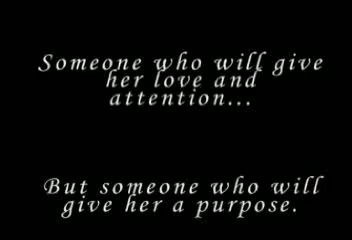 Someone who will give
her love and
attention...
But someone who will
give her a purpose.